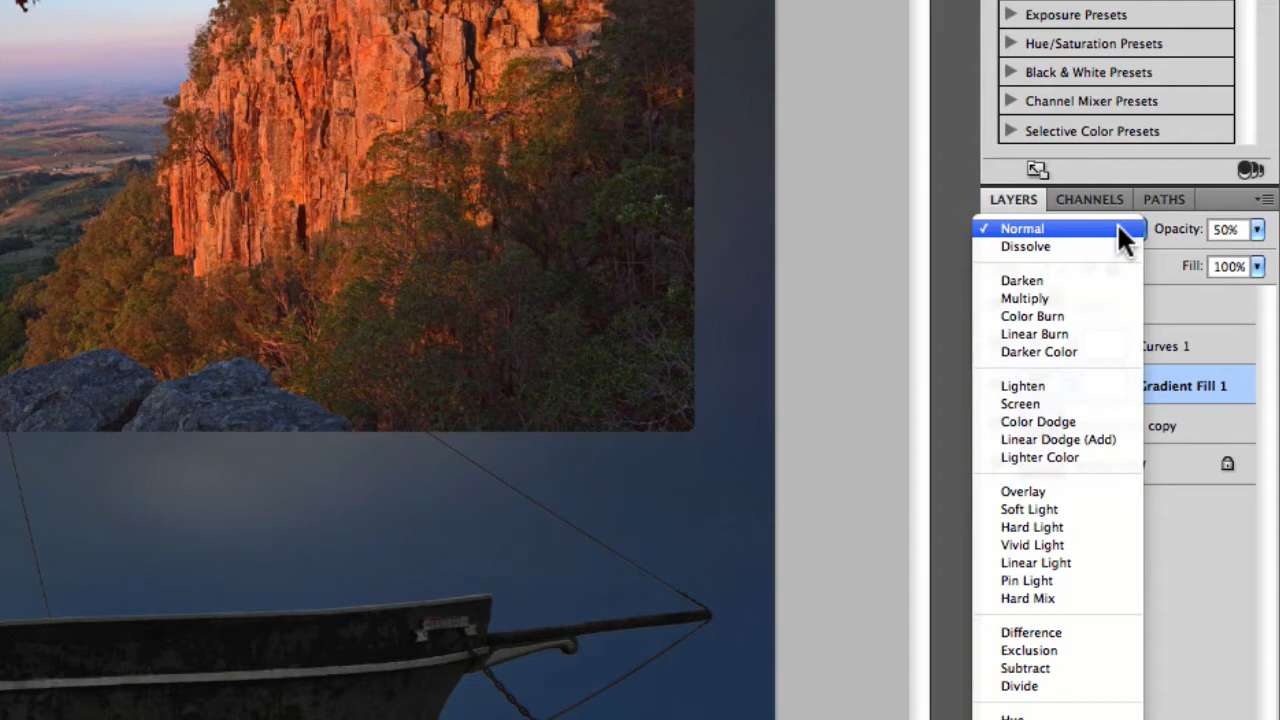 Exposure Presets
Hue/Saturation Presets
Black & White Presets
Channel Mixer Presets
Selective Color Presets
LAYERS CHANNELS PATHS
✓ Normal Opacity: 50%
Dissolve
Fill: 100%
Darken
Multiply
Color Burn
Linear Burn
Curves 1
Darker Color
Lighten
Gradient Fill 1
Screen
Color Dodge
copy
Linear Dodge (Add)
Lighter Color
Overlay
Soft Light
Hard Light
Vivid Light
Linear Light
Pin Light
Hard Mix
Difference
Exclusion
Subtract
Divide